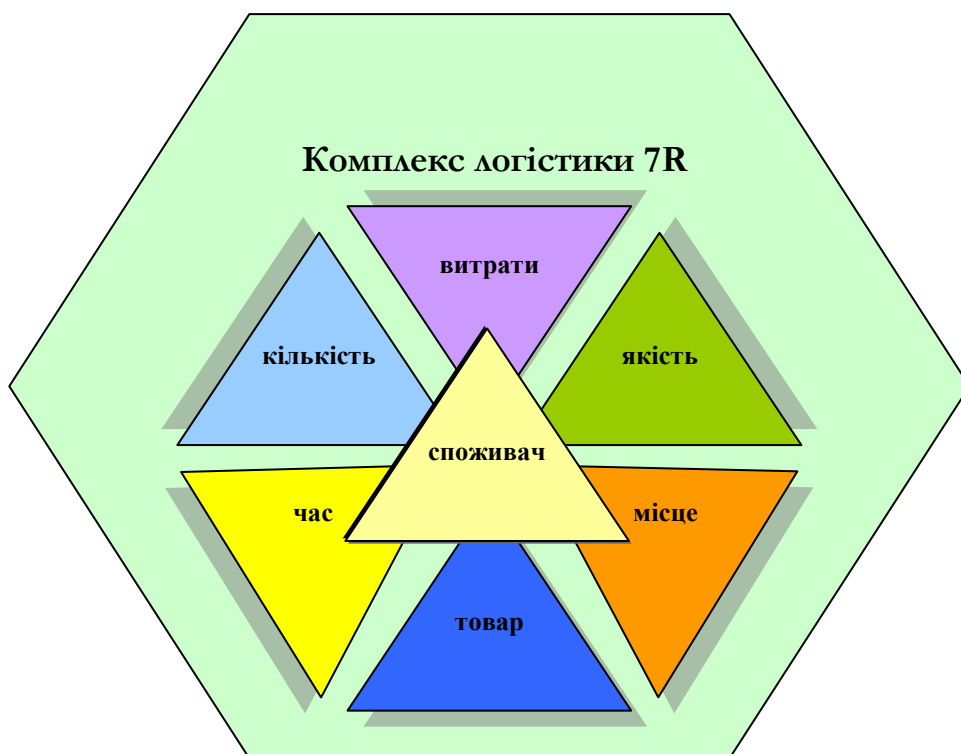 Комплекс логістики 7R
витрати
кількість
якість
споживач
час
місце
товар